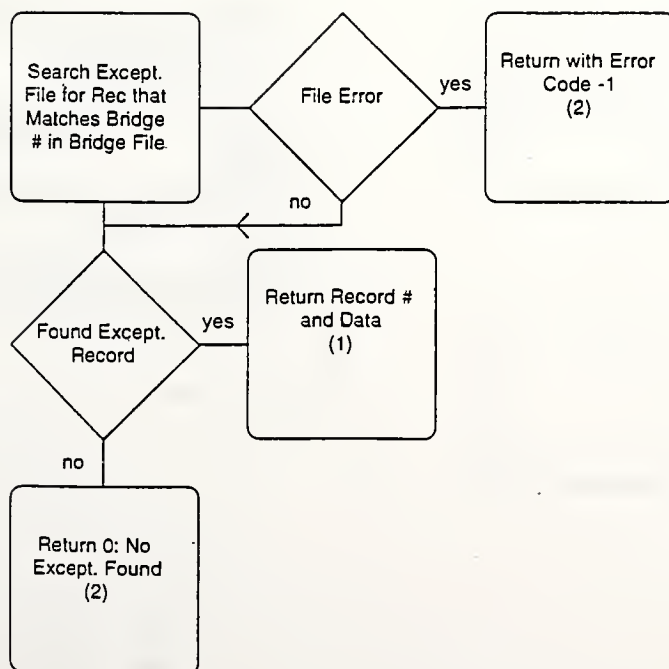 Search Except.
File for Rec that
Matches Bridge
# in Bridge File
File Error
yes
Return with Error
Code -1
(2)
no
Found Except.
Record
yes
Return Record #
and Data
(1)
no
Return 0: No
Except. Found
(2)